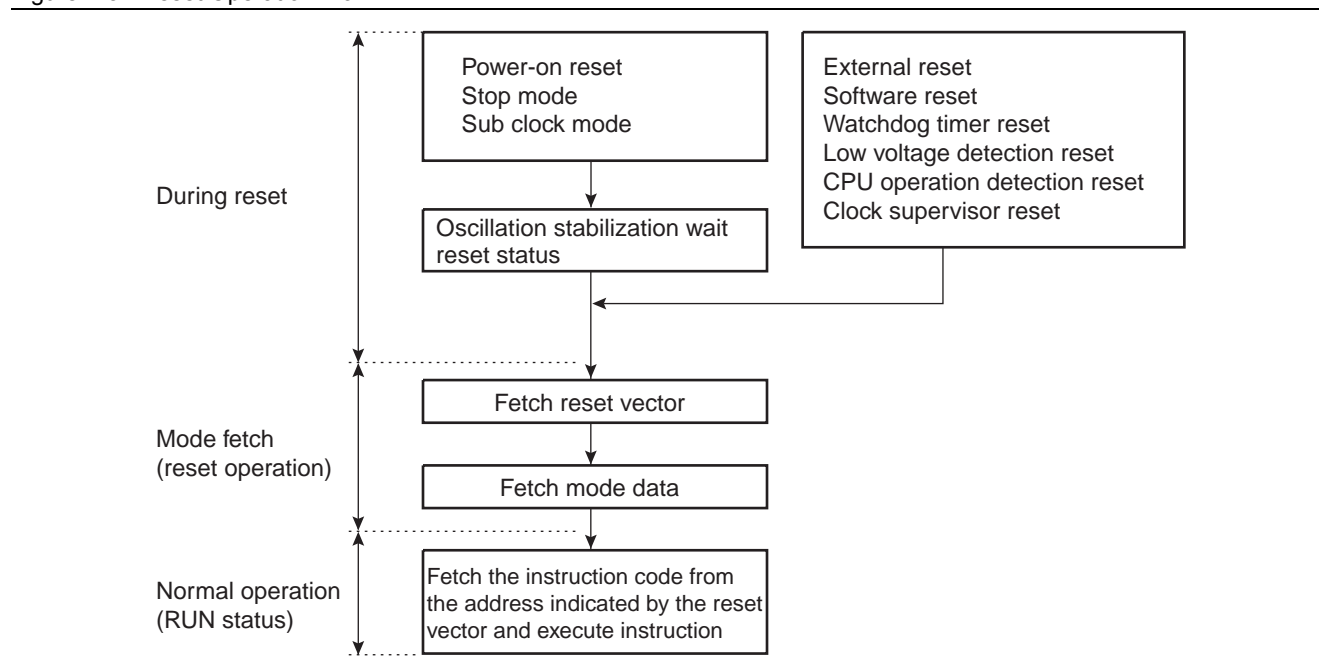 Power-on reset
Stop mode
Sub clock mode
External reset
Software reset
Watchdog timer reset
Low voltage detection reset
CPU operation detection reset
Clock supervisor reset
During reset
Oscillation stabilization wait
reset status
Fetch reset vector
Mode fetch
(reset operation)
Fetch mode data
Normal operation
(RUN status)
Fetch the instruction code from
the address indicated by the reset
vector and execute instruction